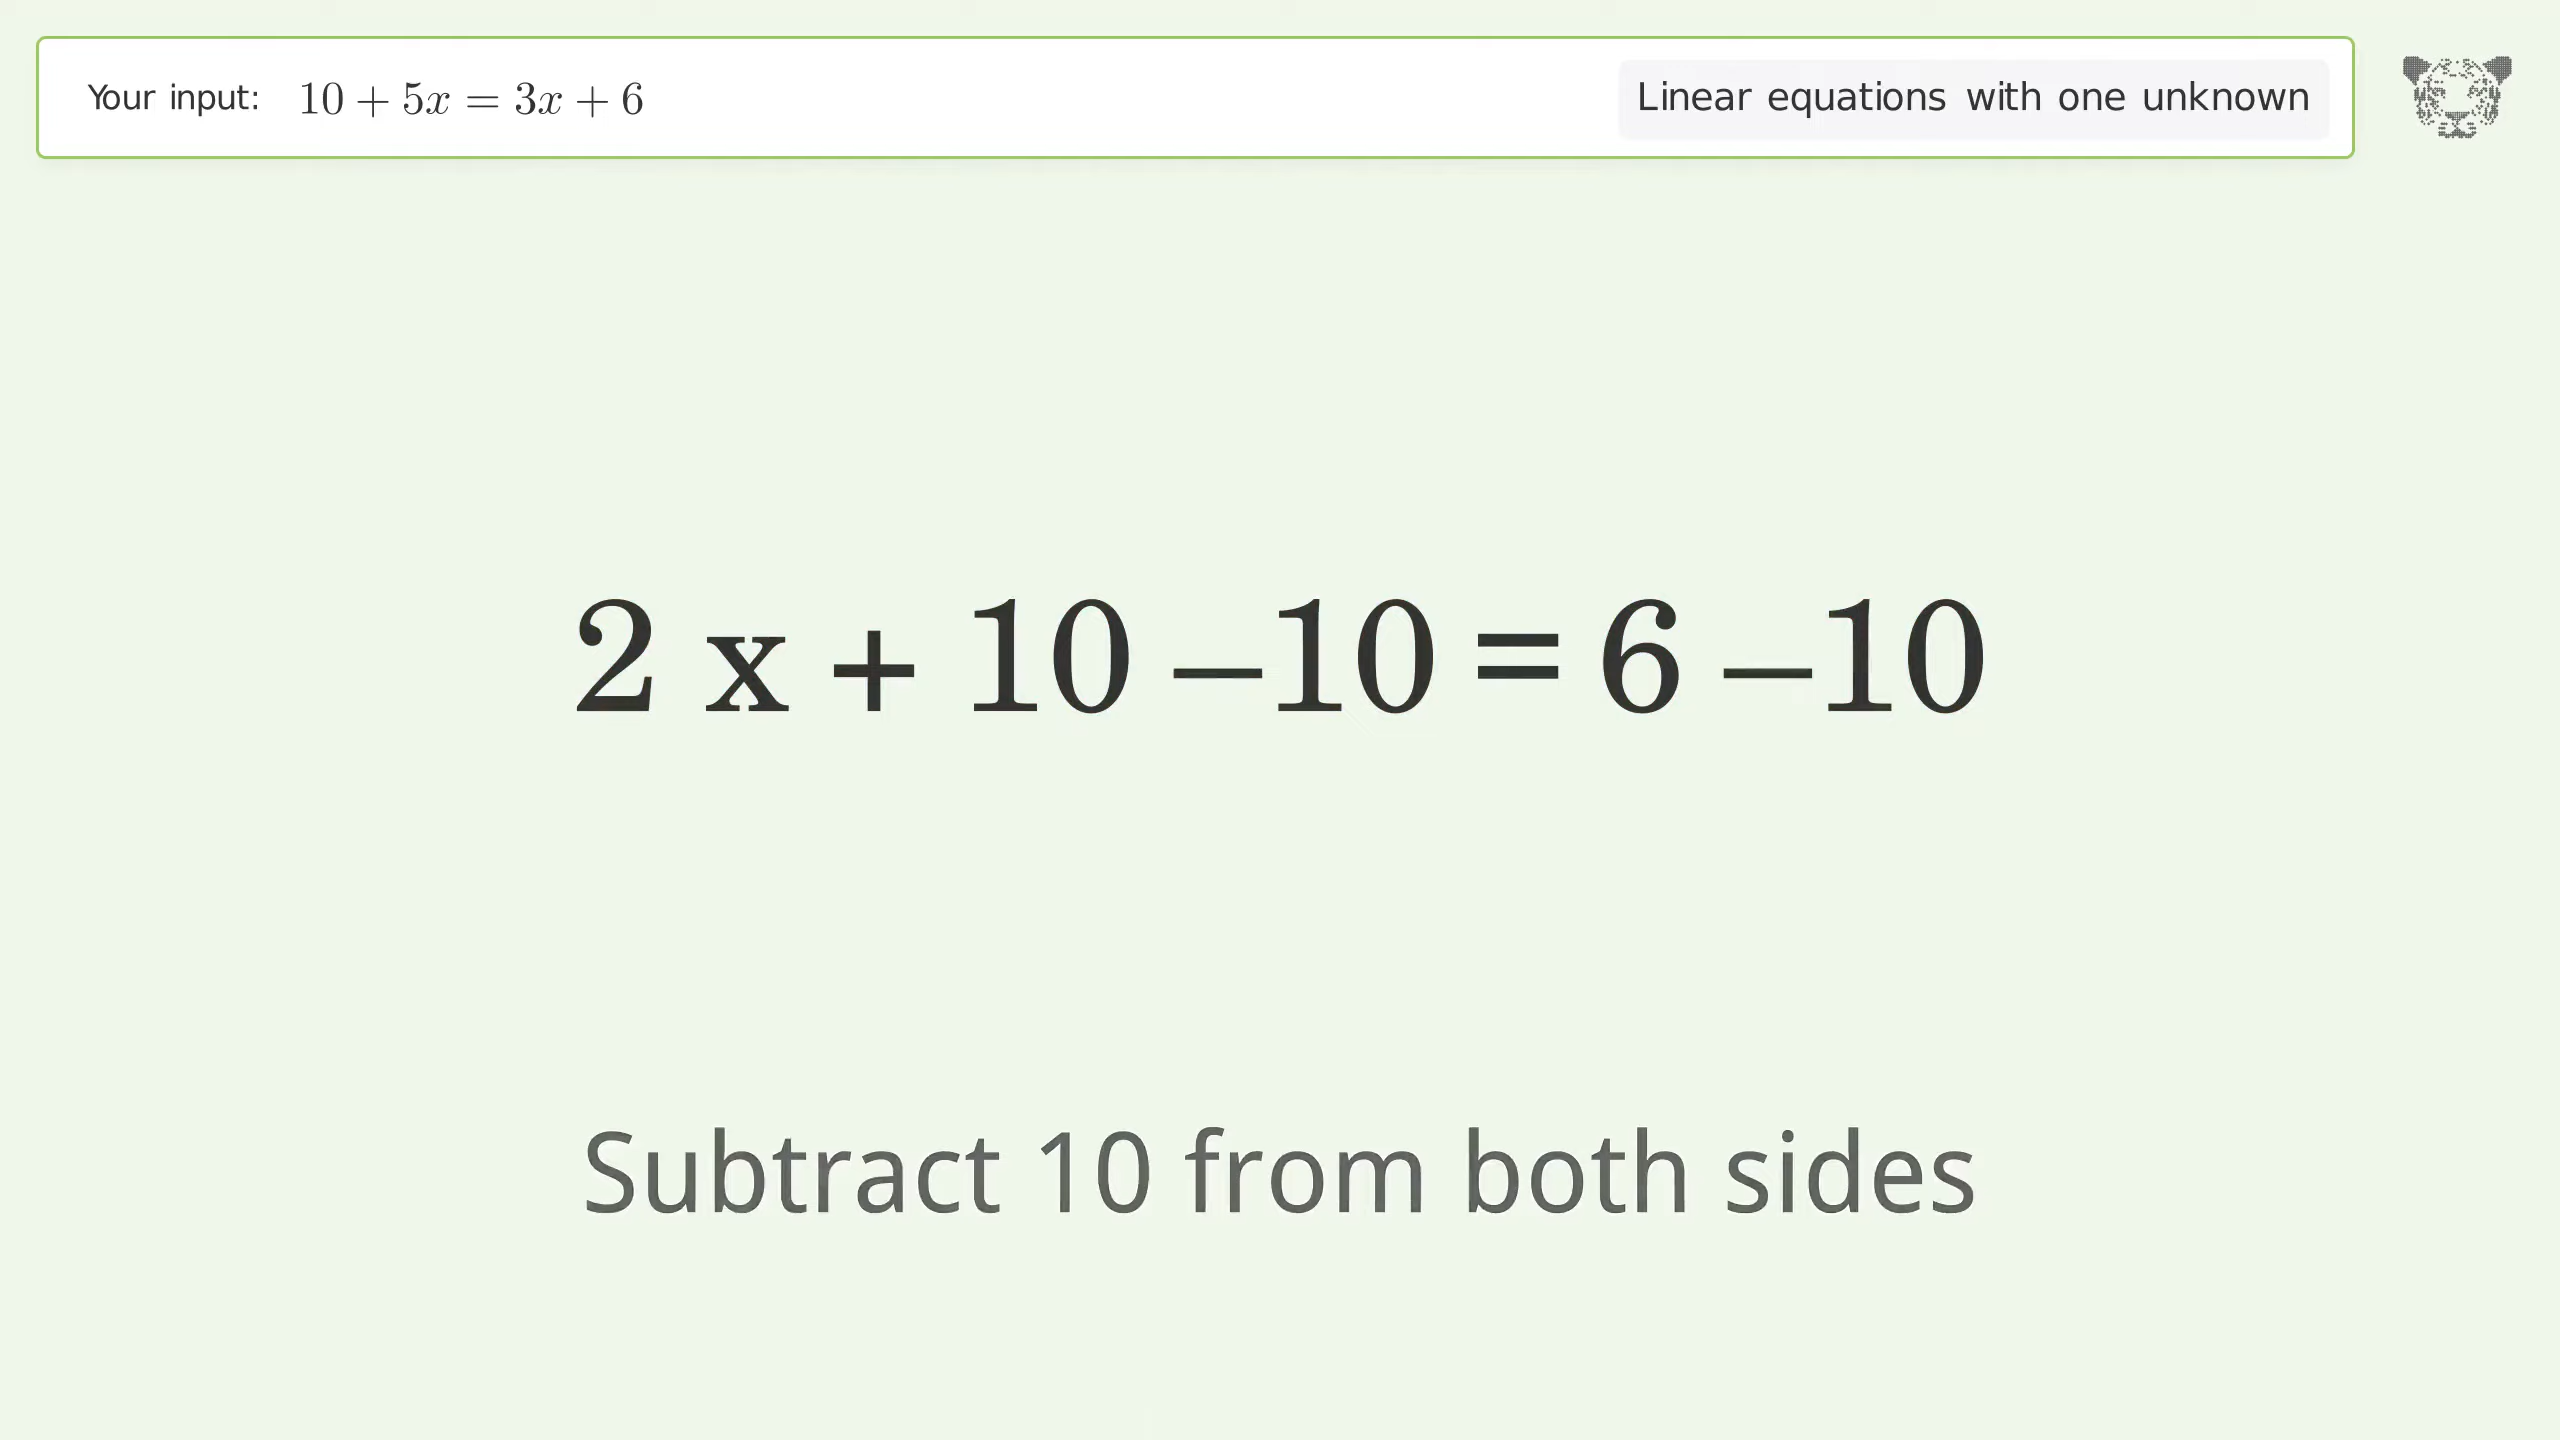 Your input: 10 + 5x = 3x + 6 Linear equations with one unknown
2 x + 10 –10 = 6 –10
Subtract 10 from both sides